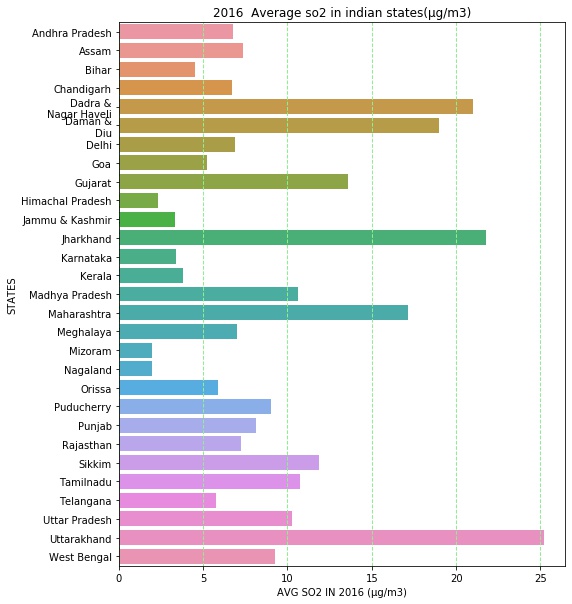 2016  Average so2 in indian states(µg/m3)
STATES
Andhra Pradesh
Assam
Bihar
Chandigarh
Dadra &
Nagar Haveli
Daman &
Diu
Delhi
Goa
Gujarat
Himachal Pradesh
Jammu & Kashmir
Jharkhand
Karnataka
Kerala
Madhya Pradesh
Maharashtra
Meghalaya
Mizoram
Nagaland
Orissa
Puducherry
Punjab
Rajasthan
Sikkim
Tamilnadu
Telangana
Uttar Pradesh
Uttarakhand
West Bengal
0 5 10 15 20 25
AVG SO2 IN 2016 (µg/m3)